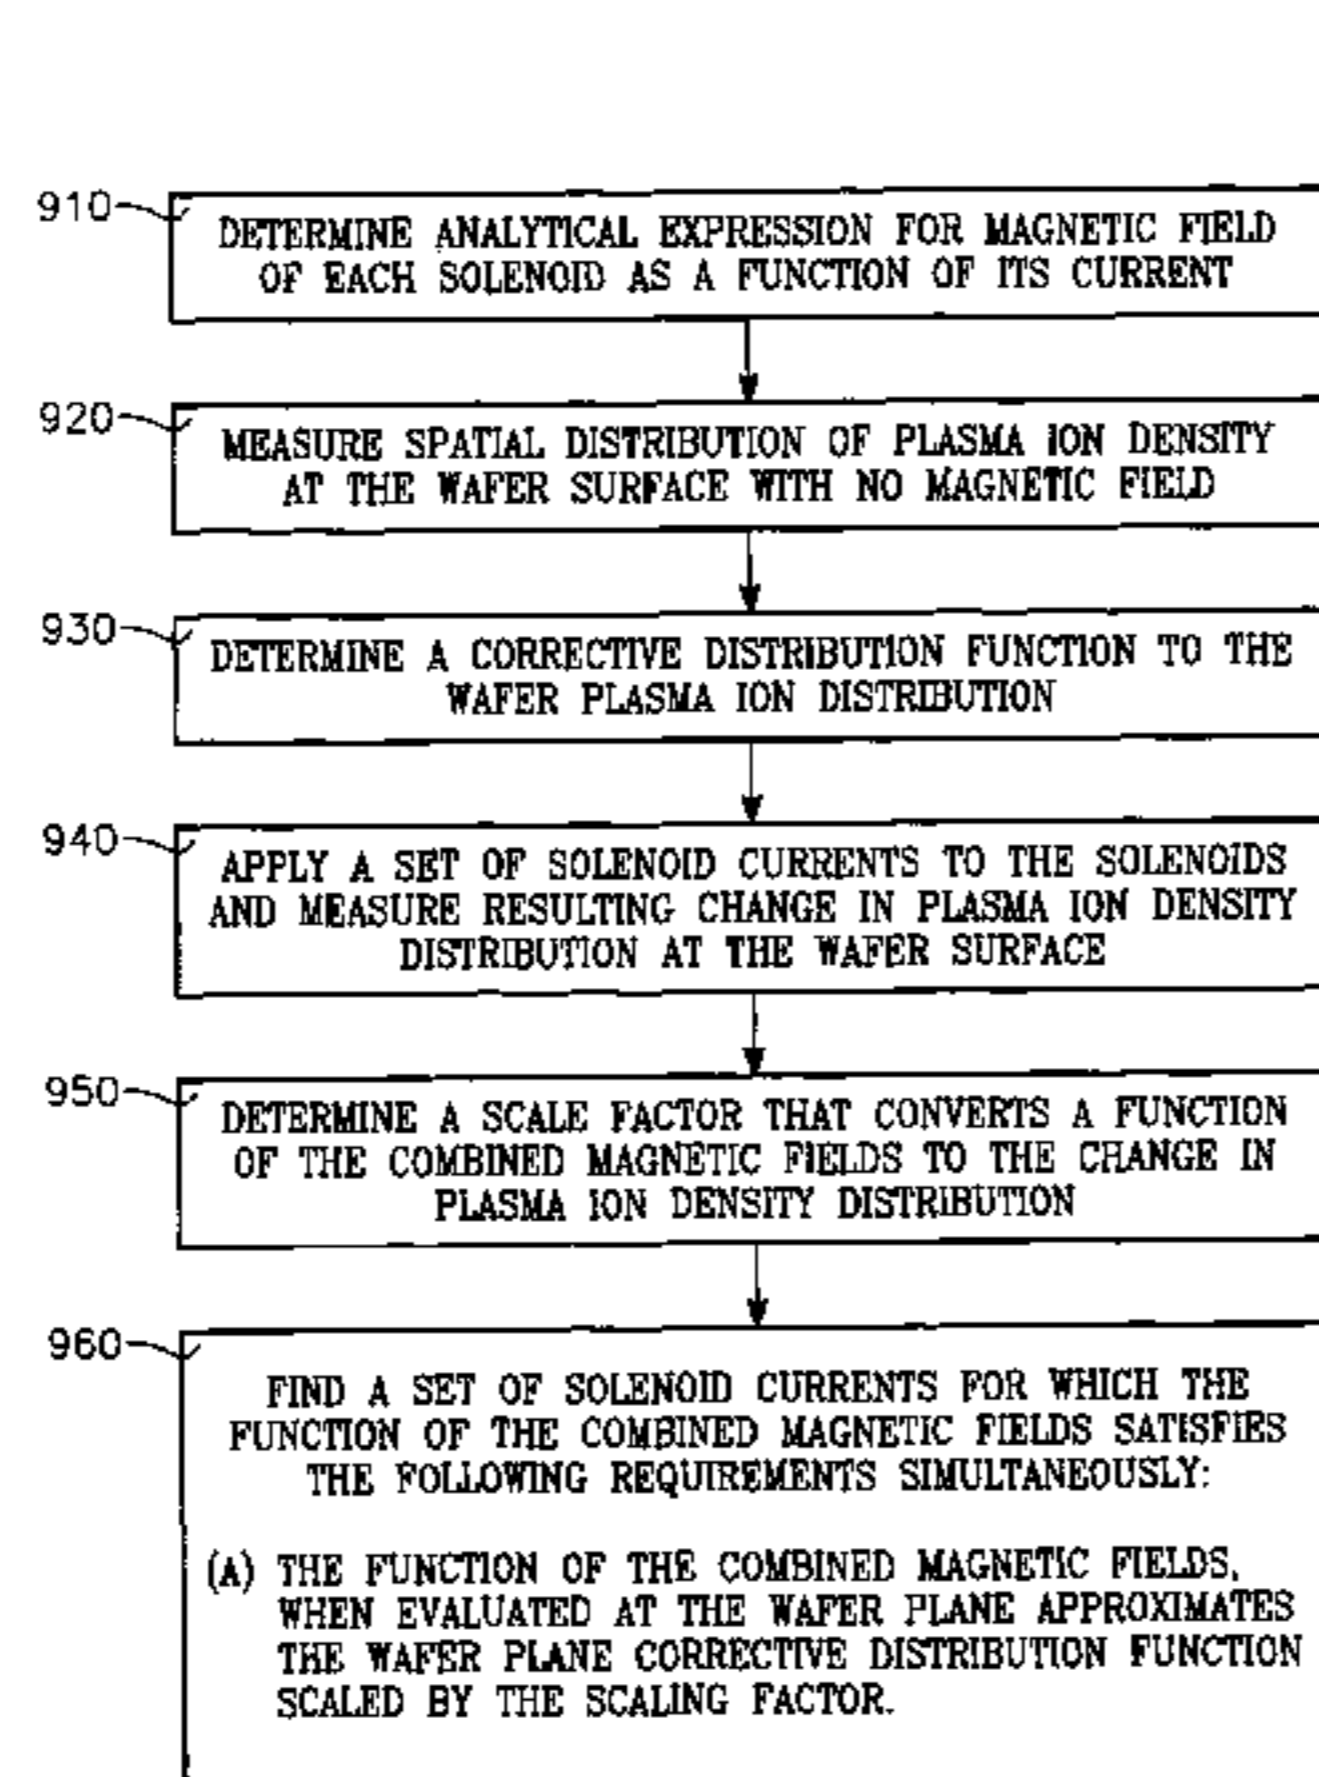 910
DETERMINE ANALYTICAL EXPRESSION FOR MAGNETIC FIELD
OF EACH SOLENOID AS A FUNCTION OF ITS CURRENT
920
MEASURE SPATIAL DISTRIBUTION OF PLASMA ION DENSITY
AT THE WAFER SURFACE WITH NO MAGNETIC FIELD
930
DETERMINE A CORRECTIVE DISTRIBUTION FUNCTION TO THE
WAFER PLASMA ION DISTRIBUTION
940
APPLY A SET OF SOLENOID CURRENTS TO THE SOLENOIDS
AND MEASURE RESULTING CHANGE IN PLASMA ION DENSITY
DISTRIBUTION AT THE WAFER SURFACE
950
DETERMINE A SCALE FACTOR THAT CONVERTS A FUNCTION
OF THE COMBINED MAGNETIC FIELDS TO THE CHANGE IN
PLASMA ION DENSITY DISTRIBUTION
960
FIND A SET OF SOLENOID CURRENTS FOR WHICH THE
FUNCTION OF THE COMBINED MAGNETIC FIELDS SATISFIES
THE FOLLOWING REQUIREMENTS SIMULTANEOUSLY:
(A) THE FUNCTION OF THE COMBINED MAGNETIC FIELDS,
WHEN EVALUATED AT THE WAFER PLANE APPROXIMATES
THE WAFER PLANE CORRECTIVE DISTRIBUTION FUNCTION
SCALED BY THE SCALING FACTOR.